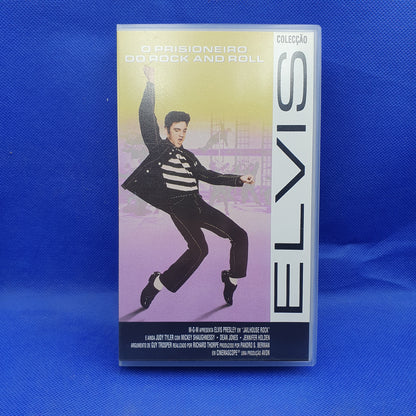 O PRISIONEIRO
DO ROCK AND ROLL
COLECÇÃO
ELVIS
M-G-M APRESENTA ELVIS PRESLEY EM "JAILHOUSE ROCK"
E AINDA JUDY TYLER COM MICKEY SHAUGHNESSY • DEAN JONES • JENNIFER HOLDEN
ARGUMENTO DE GUY TROSPER REALIZADO POR RICHARD THORPE PRODUZIDO POR PANDRO S. BERMAN
EM CINEMASCOPE UMA PRODUÇÃO AVON